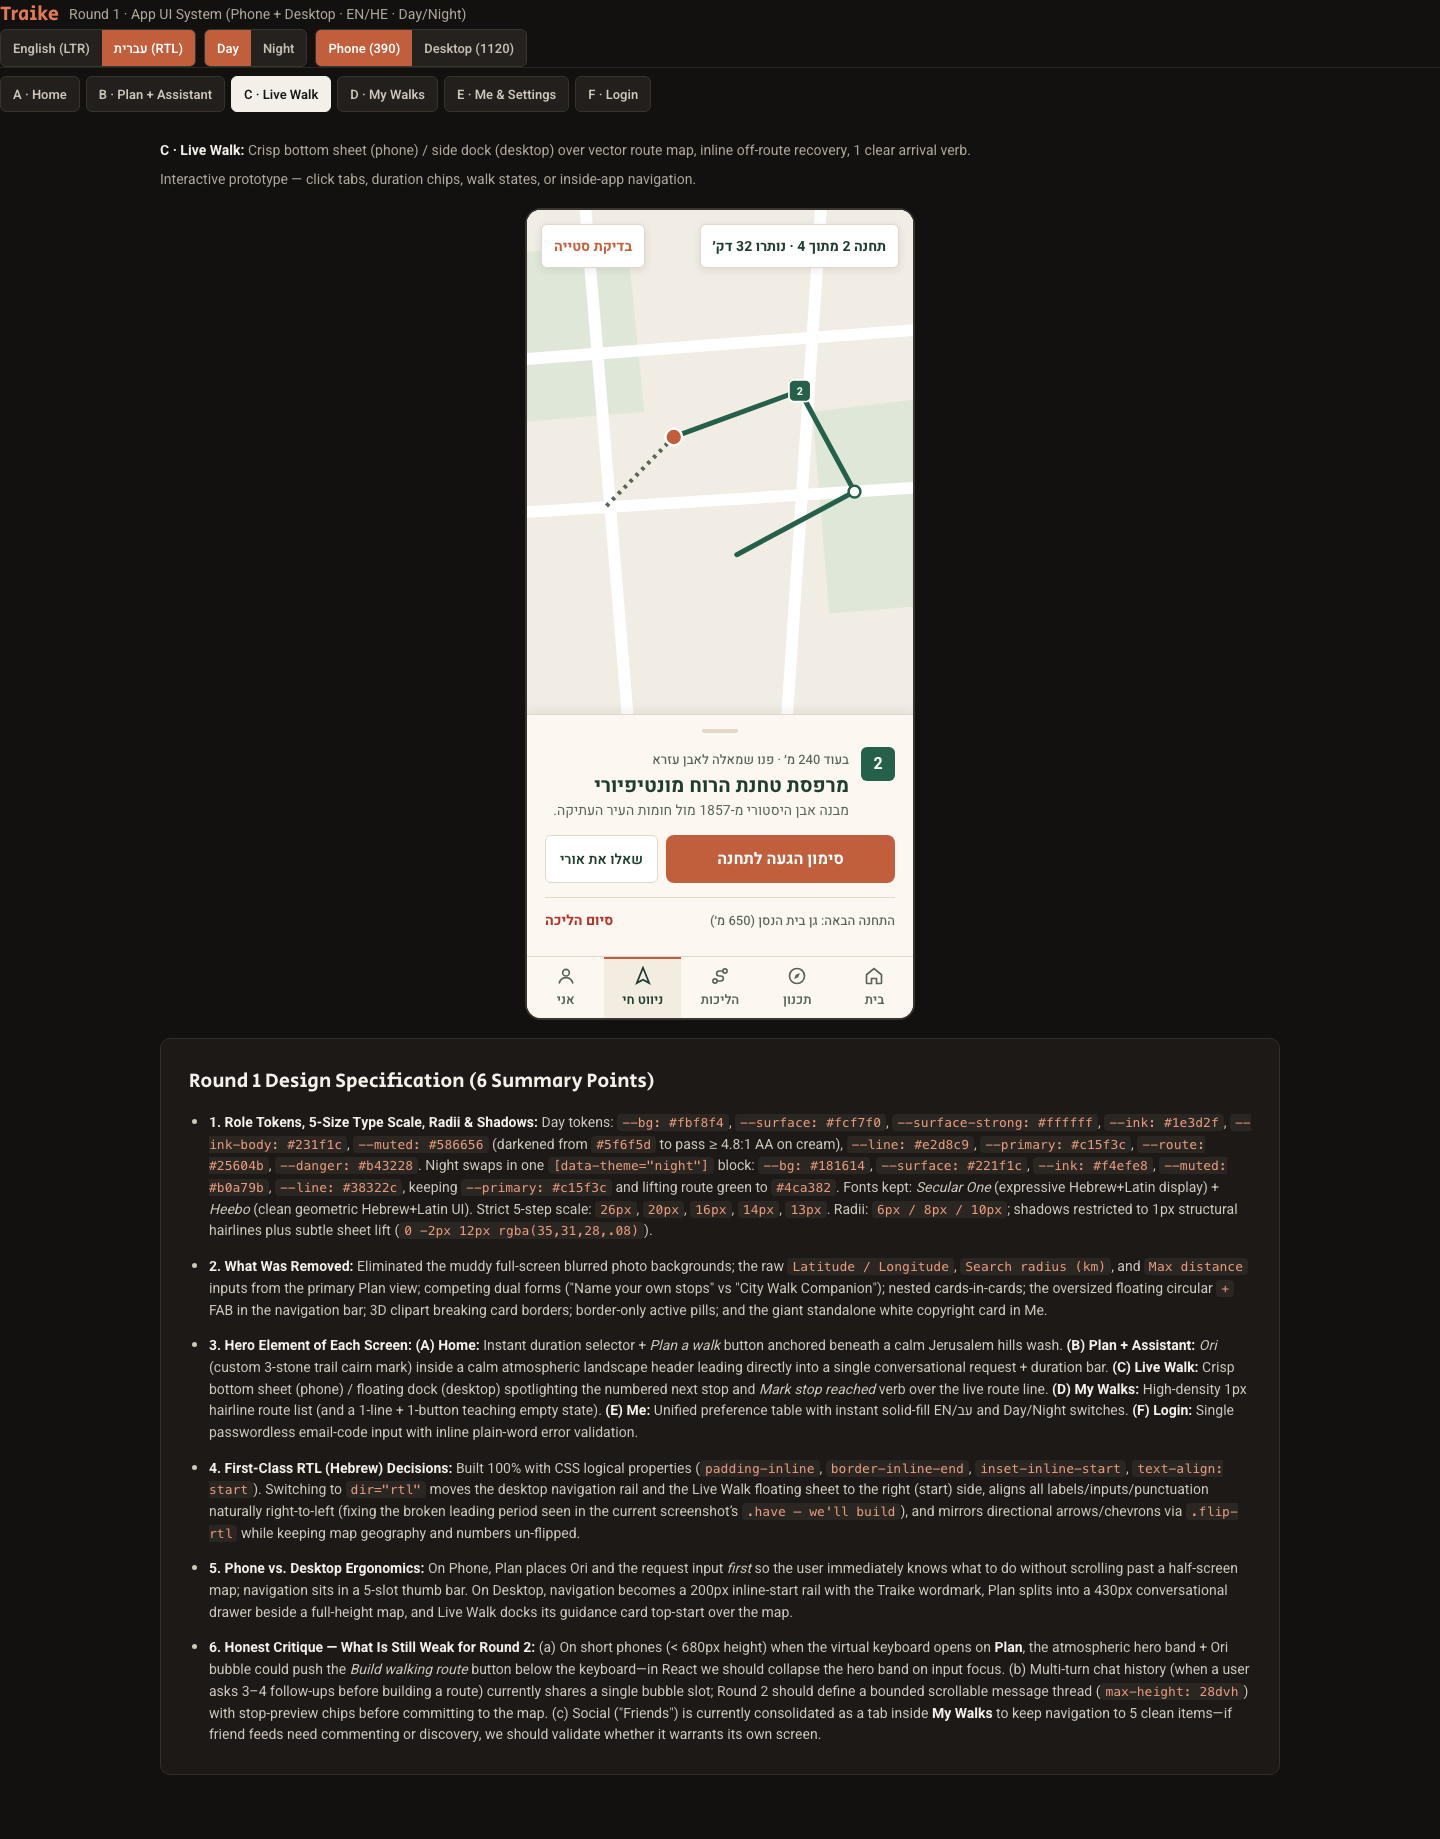 Traike Round 1 · App UI System (Phone + Desktop · EN/HE · Day/Night)
English (LTR) עברית (RTL) Day Night Phone (390) Desktop (1120)
A · Home B · Plan + Assistant C · Live Walk D · My Walks E · Me & Settings F · Login
C · Live Walk: Crisp bottom sheet (phone) / side dock (desktop) over vector route map, inline off-route recovery, 1 clear arrival verb.
Interactive prototype — click tabs, duration chips, walk states, or inside-app navigation.
תחנה 2 מתוך 4 · נותרו 32 דק׳
בדיקת סטייה
2
2
בעוד 240 מ׳ · פנו שמאלה לאבן עזרא
מרפסת טחנת הרוח מונטיפיורי
מבנה אבן היסטורי מ-1857 מול חומות העיר העתיקה.
סימון הגעה לתחנה
שאלו את אורי
התחנה הבאה: גן בית הנסן (650 מ׳)
סיום הליכה
בית תכנון הליכות ניווט חי אני
Round 1 Design Specification (6 Summary Points)
1. Role Tokens, 5-Size Type Scale, Radii & Shadows: Day tokens: --bg: #fbf8f4, --surface: #fcf7f0, --surface-strong: #ffffff, --ink: #1e3d2f, --
ink-body: #231f1c, --muted: #586656 (darkened from #5f6f5d to pass ≥ 4.8:1 AA on cream), --line: #e2d8c9, --primary: #c15f3c, --route:
#25604b, --danger: #b43228. Night swaps in one [data-theme="night"] block: --bg: #181614, --surface: #221f1c, --ink: #f4efe8, --muted:
#b0a79b, --line: #38322c, keeping --primary: #c15f3c and lifting route green to #4ca382. Fonts kept: Secular One (expressive Hebrew+Latin display) +
Heebo (clean geometric Hebrew+Latin UI). Strict 5-step scale: 26px, 20px, 16px, 14px, 13px. Radii: 6px / 8px / 10px; shadows restricted to 1px structural
hairlines plus subtle sheet lift (0 -2px 12px rgba(35,31,28,.08)).
2. What Was Removed: Eliminated the muddy full-screen blurred photo backgrounds; the raw Latitude / Longitude, Search radius (km), and Max distance
inputs from the primary Plan view; competing dual forms ("Name your own stops" vs "City Walk Companion"); nested cards-in-cards; the oversized floating circular +
FAB in the navigation bar; 3D clipart breaking card borders; border-only active pills; and the giant standalone white copyright card in Me.
3. Hero Element of Each Screen: (A) Home: Instant duration selector + Plan a walk button anchored beneath a calm Jerusalem hills wash. (B) Plan + Assistant: Ori
(custom 3-stone trail cairn mark) inside a calm atmospheric landscape header leading directly into a single conversational request + duration bar. (C) Live Walk: Crisp
bottom sheet (phone) / floating dock (desktop) spotlighting the numbered next stop and Mark stop reached verb over the live route line. (D) My Walks: High-density 1px
hairline route list (and a 1-line + 1-button teaching empty state). (E) Me: Unified preference table with instant solid-fill EN/עב and Day/Night switches. (F) Login: Single
passwordless email-code input with inline plain-word error validation.
4. First-Class RTL (Hebrew) Decisions: Built 100% with CSS logical properties (padding-inline, border-inline-end, inset-inline-start, text-align:
start). Switching to dir="rtl" moves the desktop navigation rail and the Live Walk floating sheet to the right (start) side, aligns all labels/inputs/punctuation
naturally right-to-left (fixing the broken leading period seen in the current screenshot's .have — we'll build), and mirrors directional arrows/chevrons via .flip-
rtl while keeping map geography and numbers un-flipped.
5. Phone vs. Desktop Ergonomics: On Phone, Plan places Ori and the request input first so the user immediately knows what to do without scrolling past a half-screen
map; navigation sits in a 5-slot thumb bar. On Desktop, navigation becomes a 200px inline-start rail with the Traike wordmark, Plan splits into a 430px conversational
drawer beside a full-height map, and Live Walk docks its guidance card top-start over the map.
6. Honest Critique — What Is Still Weak for Round 2: (a) On short phones (< 680px height) when the virtual keyboard opens on Plan, the atmospheric hero band + Ori
bubble could push the Build walking route button below the keyboard—in React we should collapse the hero band on input focus. (b) Multi-turn chat history (when a user
asks 3–4 follow-ups before building a route) currently shares a single bubble slot; Round 2 should define a bounded scrollable message thread (max-height: 28dvh)
with stop-preview chips before committing to the map. (c) Social ("Friends") is currently consolidated as a tab inside My Walks to keep navigation to 5 clean items—if
friend feeds need commenting or discovery, we should validate whether it warrants its own screen.